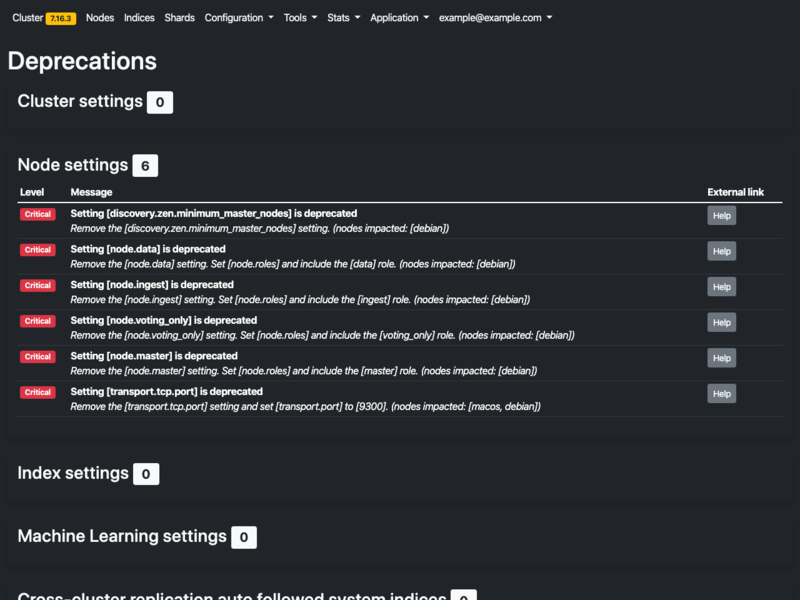 Cluster 7.16.3 Nodes Indices Shards Configuration Tools Stats Application example@example.com
Deprecations
Cluster settings 0
Node settings 6
Level Message External link
Critical Setting [discovery.zen.minimum_master_nodes] is deprecated Help
Remove the [discovery.zen.minimum_master_nodes] setting. (nodes impacted: [debian])
Critical Setting [node.data] is deprecated Help
Remove the [node.data] setting. Set [node.roles] and include the [data] role. (nodes impacted: [debian])
Critical Setting [node.ingest] is deprecated Help
Remove the [node.ingest] setting. Set [node.roles] and include the [ingest] role. (nodes impacted: [debian])
Critical Setting [node.voting_only] is deprecated Help
Remove the [node.voting_only] setting. Set [node.roles] and include the [voting_only] role. (nodes impacted: [debian])
Critical Setting [node.master] is deprecated Help
Remove the [node.master] setting. Set [node.roles] and include the [master] role. (nodes impacted: [debian])
Critical Setting [transport.tcp.port] is deprecated Help
Remove the [transport.tcp.port] setting and set [transport.port] to [9300]. (nodes impacted: [macos, debian])
Index settings 0
Machine Learning settings 0
Cross-cluster replication auto followed system indices 0